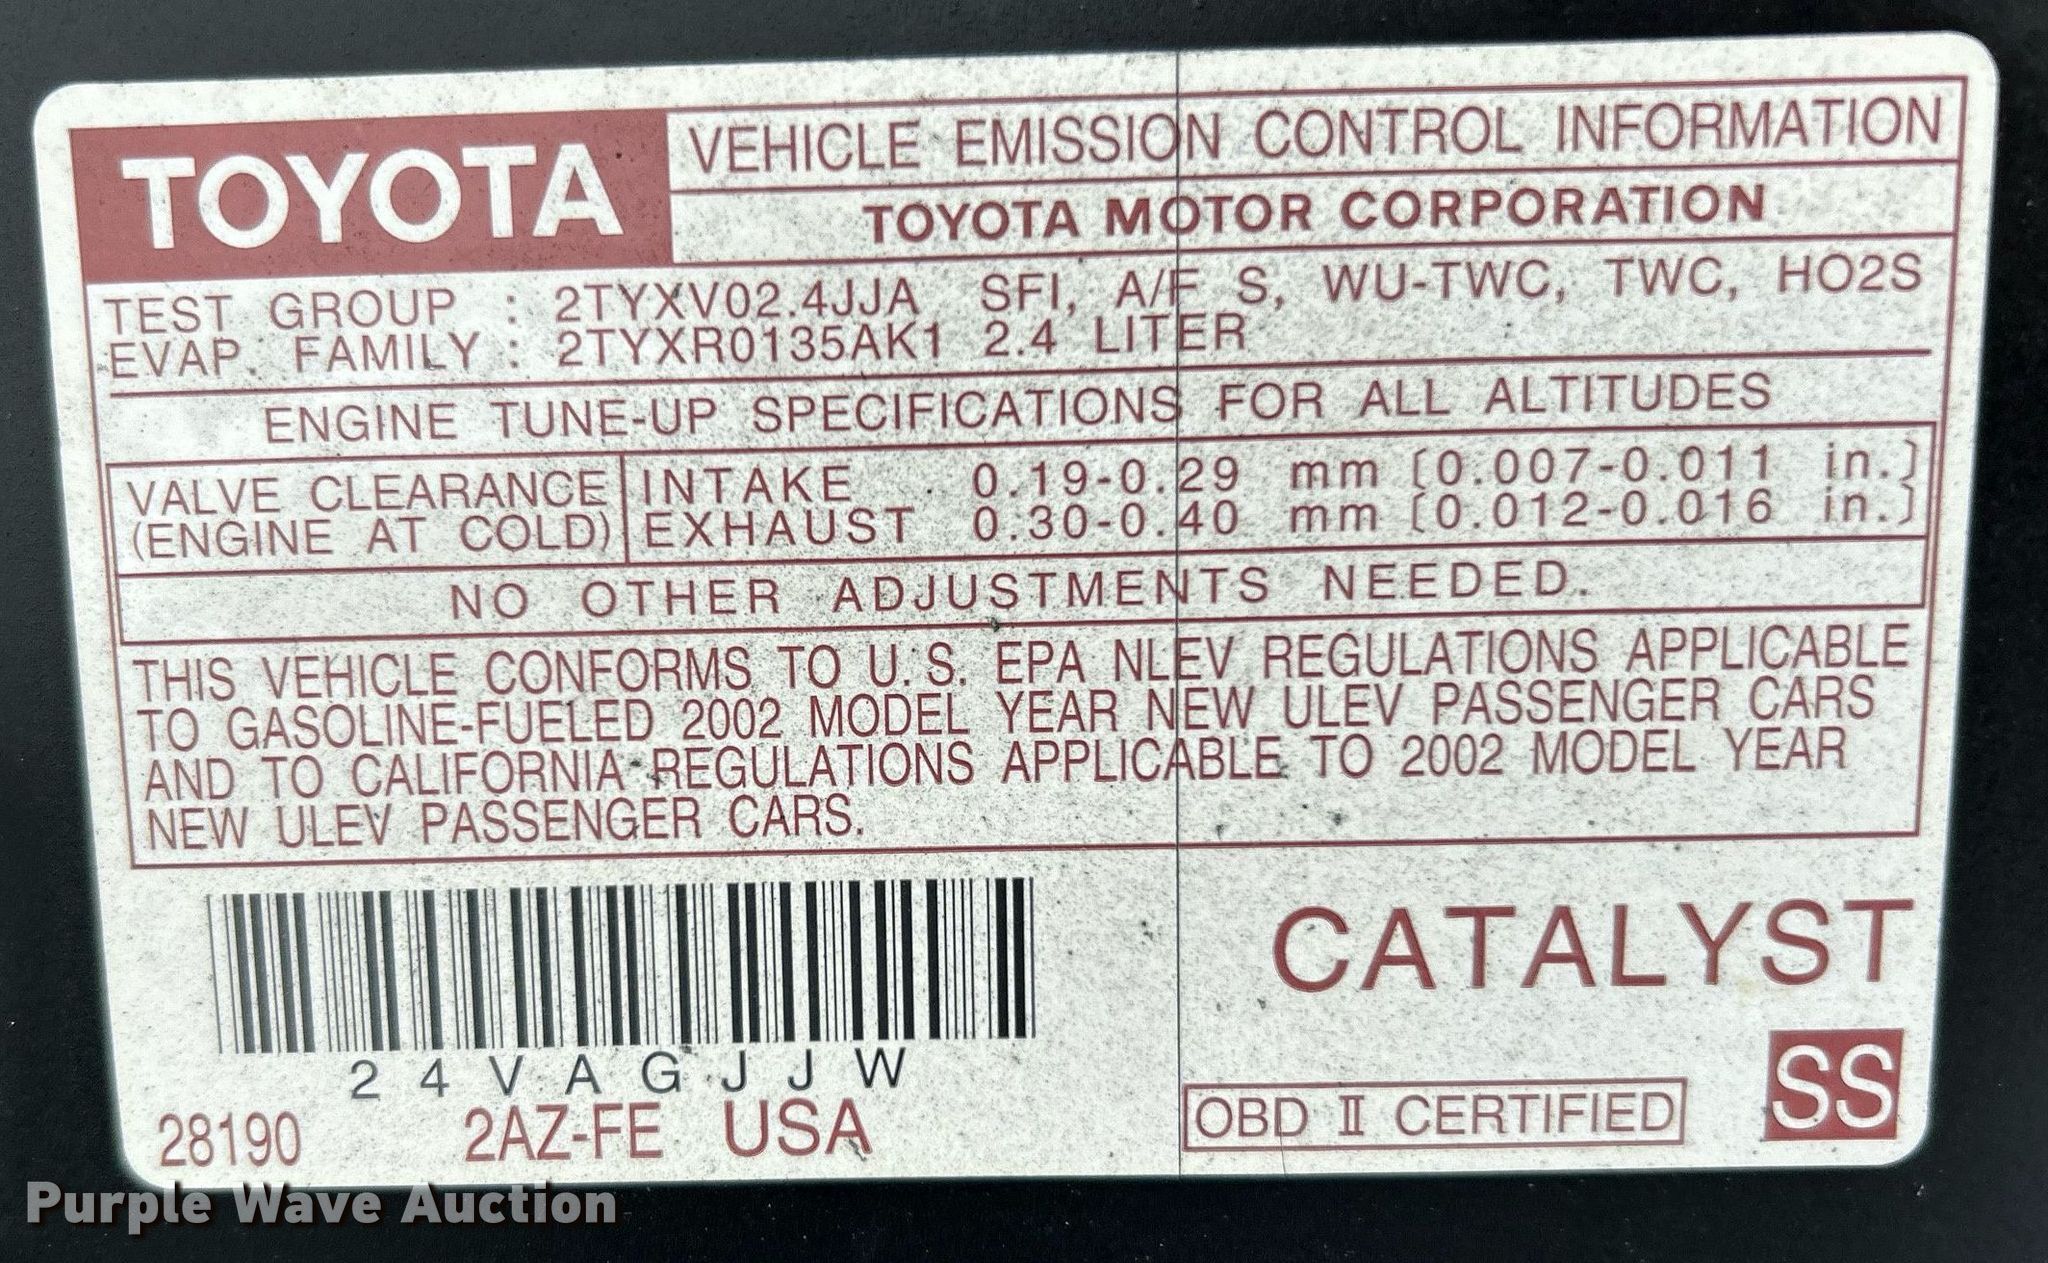 TOYOTA
VEHICLE EMISSION CONTROL INFORMATION
TOYOTA MOTOR CORPORATION
TEST GROUP : 2TYXV02.4JJA SFI, A/F S, WU-TWC, TWC, HO2S
EVAP FAMILY : 2TYXR0135AK1 2.4 LITER
ENGINE TUNE-UP SPECIFICATIONS FOR ALL ALTITUDES
VALVE CLEARANCE INTAKE 0.19-0.29 mm [0.007-0.011 in.]
(ENGINE AT COLD) EXHAUST 0.30-0.40 mm [0.012-0.016 in.]
NO OTHER ADJUSTMENTS NEEDED.
THIS VEHICLE CONFORMS TO U.S. EPA NLEV REGULATIONS APPLICABLE
TO GASOLINE-FUELED 2002 MODEL YEAR NEW ULEV PASSENGER CARS
AND TO CALIFORNIA REGULATIONS APPLICABLE TO 2002 MODEL YEAR
NEW ULEV PASSENGER CARS.
CATALYST
24VAGJJW
28190 2AZ-FE USA
OBD II CERTIFIED
SS
Purple Wave Auction